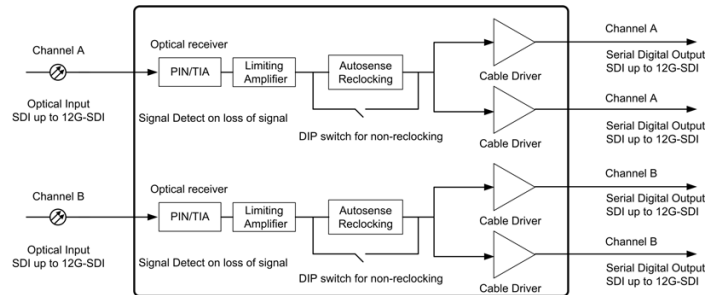 Channel A
Optical Input
SDI up to 12G-SDI
Optical receiver
PIN/TIA
Limiting
Amplifier
Autosense
Reclocking
Signal Detect on loss of signal
DIP switch for non-reclocking
Cable Driver
Cable Driver
Channel A
Serial Digital Output
SDI up to 12G-SDI
Channel A
Serial Digital Output
SDI up to 12G-SDI
Channel B
Optical Input
SDI up to 12G-SDI
Optical receiver
PIN/TIA
Limiting
Amplifier
Autosense
Reclocking
Signal Detect on loss of signal
DIP switch for non-reclocking
Cable Driver
Cable Driver
Channel B
Serial Digital Output
SDI up to 12G-SDI
Channel B
Serial Digital Output
SDI up to 12G-SDI